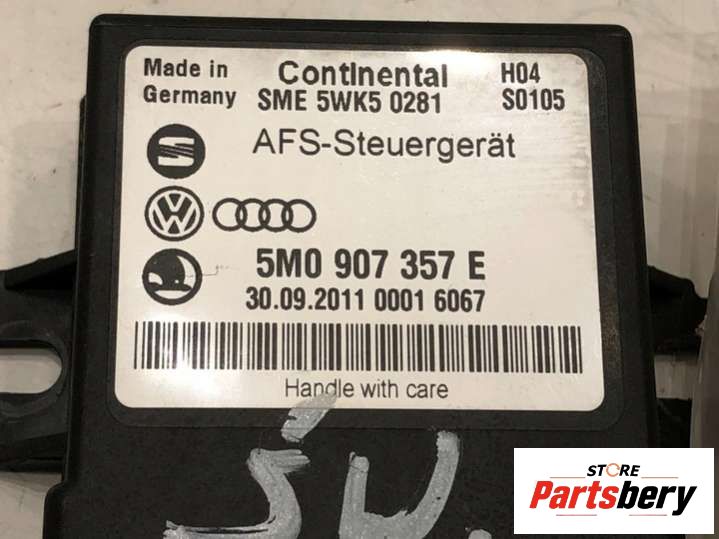 Made in Germany
Continental
SME 5WK5 0281
H04
S0105
AFS-Steuergerät
5M0 907 357 E
30.09.2011 0001 6067
Handle with care
STORE
Partsbery